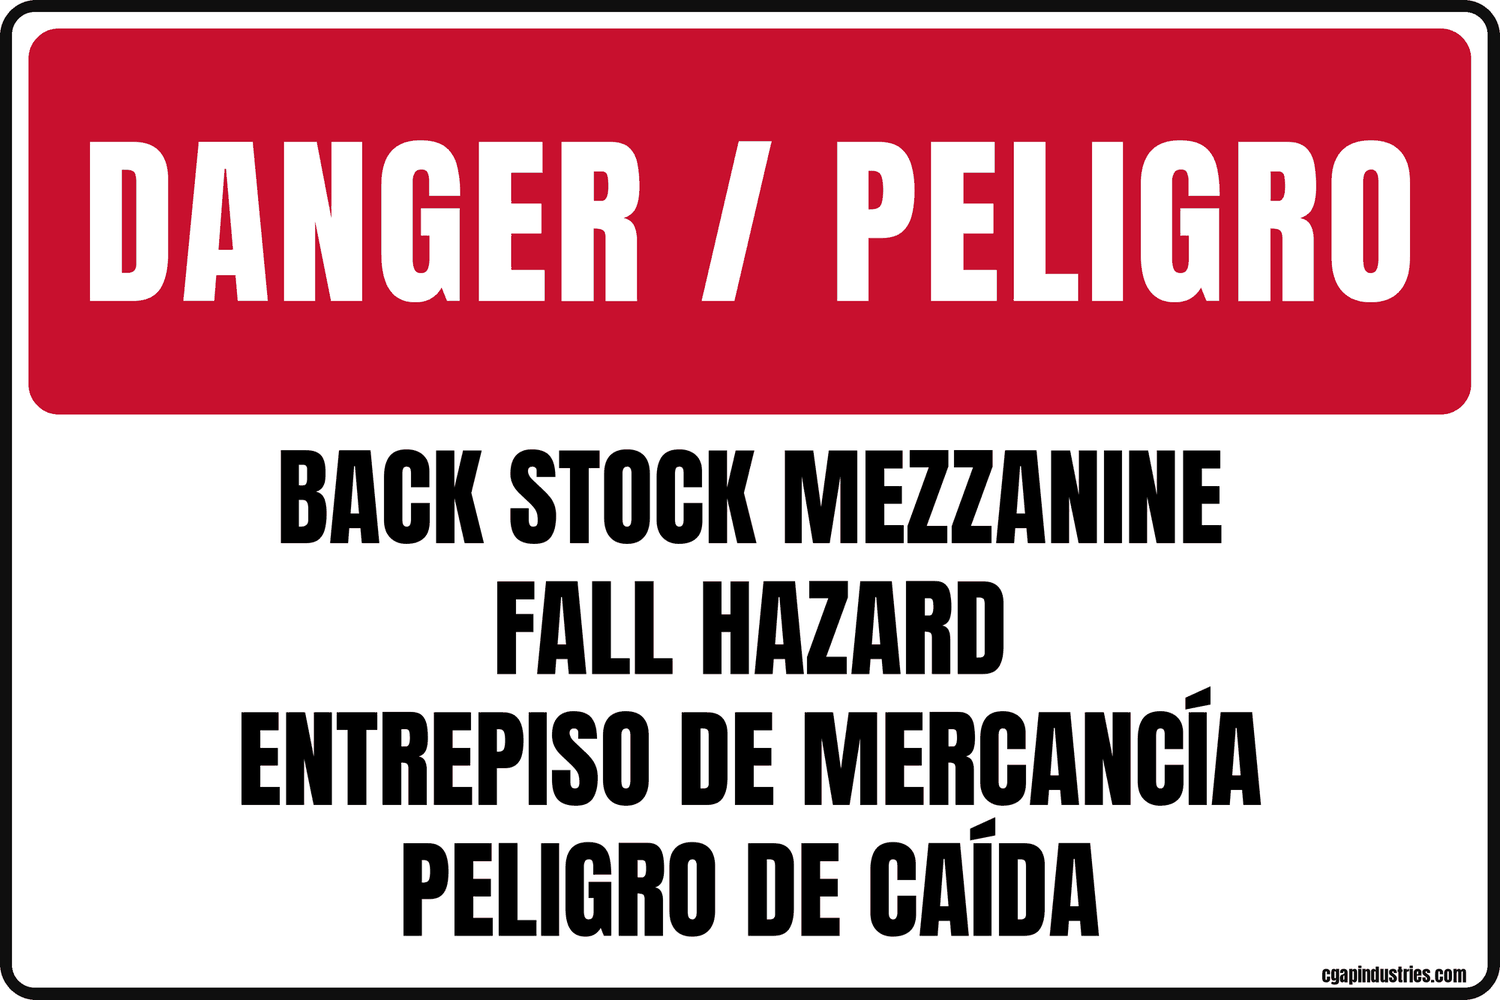 DANGER / PELIGRO
BACK STOCK MEZZANINE
FALL HAZARD
ENTREPISO DE MERCANCÍA
PELIGRO DE CAÍDA
cgapindustries.com